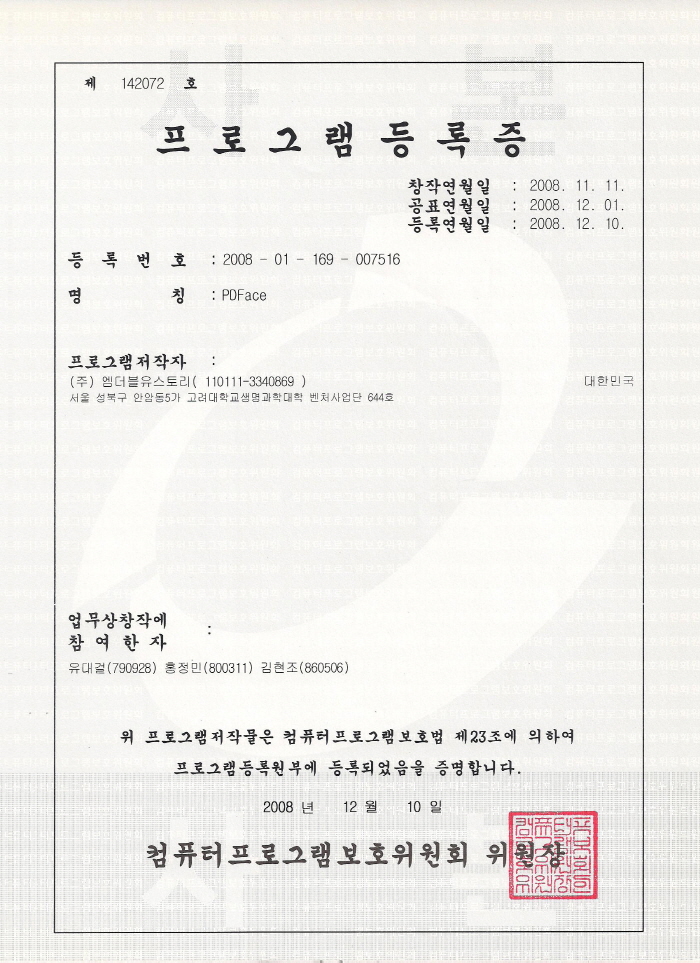 제 142072 호
프로그램등록증
창작연월일 : 2008. 11. 11.
공표연월일 : 2008. 12. 01.
등록연월일 : 2008. 12. 10.
등 록 번 호 : 2008 - 01 - 169 - 007516
명 칭 : PDFace
프로그램저작자 :
(주) 엠더블유스토리( 110111-3340869 ) 대한민국
서울 성북구 안암동5가 고려대학교생명과학대학 벤처사업단 644호
업무상창작에
참 여 한 자 :
유대걸(790928) 홍정민(800311) 김현조(860506)
위 프로그램저작물은 컴퓨터프로그램보호법 제23조에 의하여
프로그램등록원부에 등록되었음을 증명합니다.
2008 년 12 월 10 일
컴퓨터프로그램보호위원회 위원장